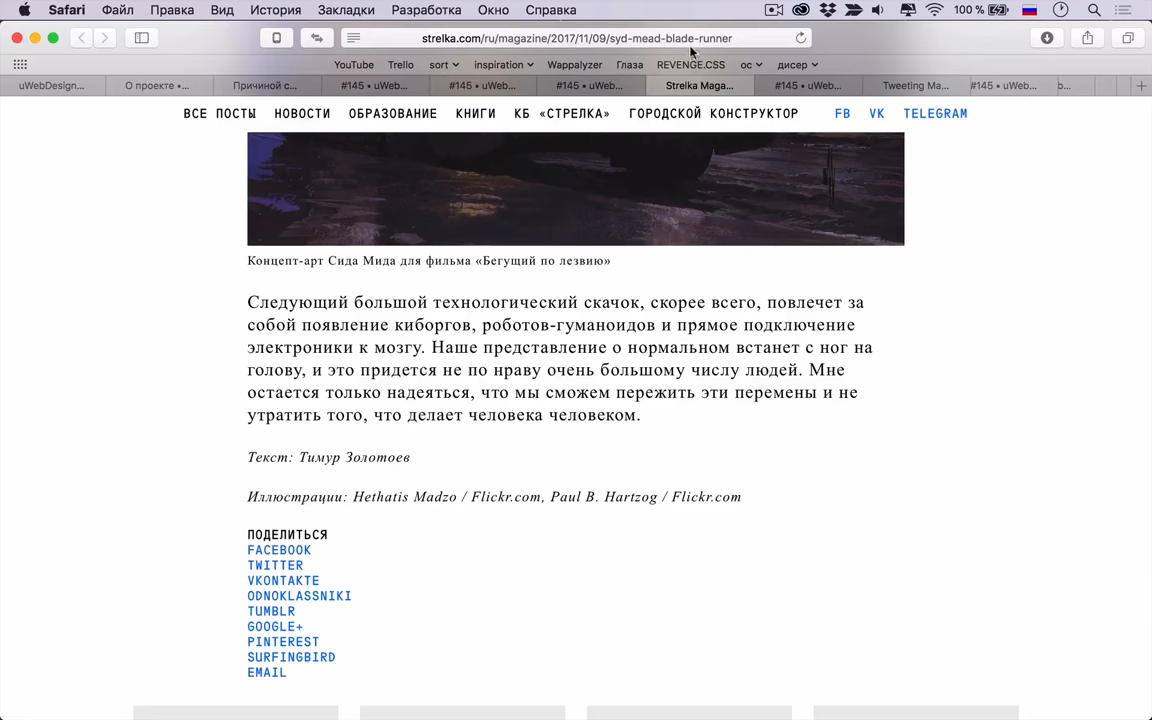 Safari Файл Правка Вид История Закладки Разработка Окно Справка 100 %
strelka.com/ru/magazine/2017/11/09/syd-mead-blade-runner
YouTube Trello sort inspiration Wappalyzer Глаза REVENGE.CSS ос дисер
uWebDesign... О проекте •... Причиной с... #145 • uWeb... #145 • uWeb... #145 • uWeb... Strelka Maga... #145 • uWeb... Tweeting Ma... #145 • uWeb... b...
ВСЕ ПОСТЫ НОВОСТИ ОБРАЗОВАНИЕ КНИГИ КБ «СТРЕЛКА» ГОРОДСКОЙ КОНСТРУКТОР FB VK TELEGRAM
Концепт-арт Сида Мида для фильма «Бегущий по лезвию»
Следующий большой технологический скачок, скорее всего, повлечет за
собой появление киборгов, роботов-гуманоидов и прямое подключение
электроники к мозгу. Наше представление о нормальном встанет с ног на
голову, и это придется не по нраву очень большому числу людей. Мне
остается только надеяться, что мы сможем пережить эти перемены и не
утратить того, что делает человека человеком.
Текст: Тимур Золотоев
Иллюстрации: Hethatis Madzo / Flickr.com, Paul B. Hartzog / Flickr.com
ПОДЕЛИТЬСЯ
FACEBOOK
TWITTER
VKONTAKTE
ODNOKLASSNIKI
TUMBLR
GOOGLE+
PINTEREST
SURFINGBIRD
EMAIL